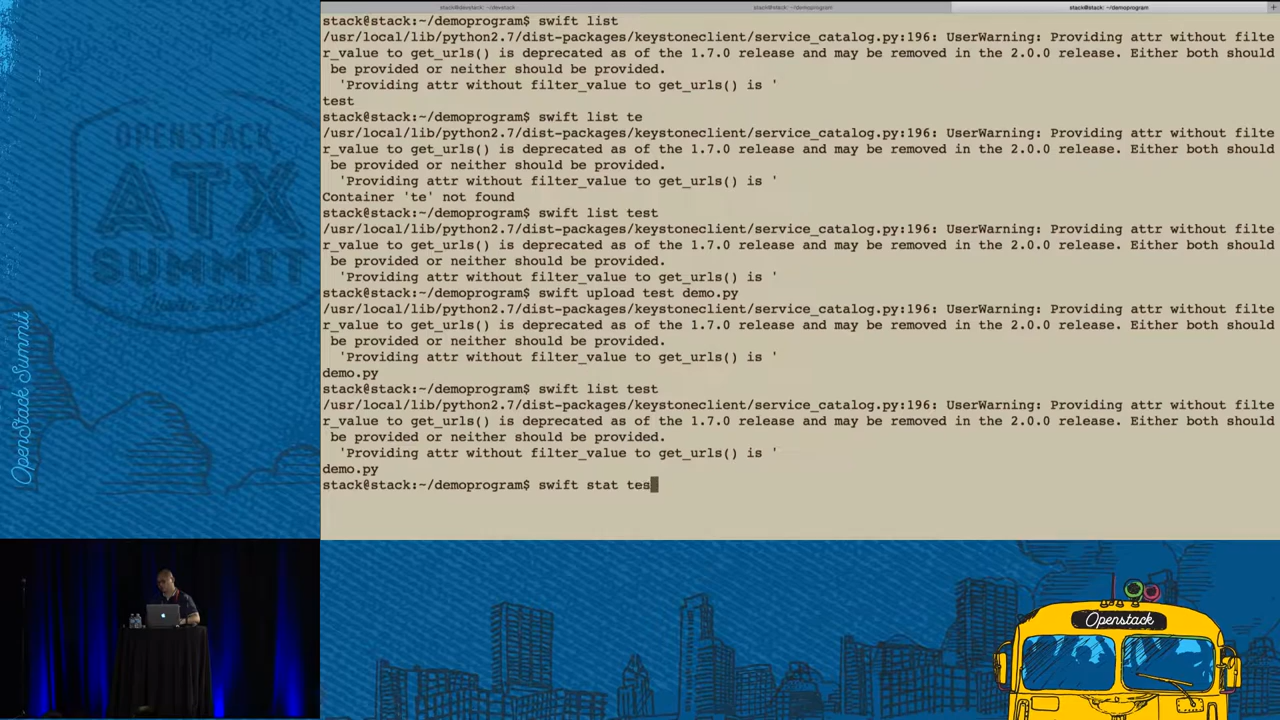 stack@devstack: ~/devstack
stack@stack: ~/demoprogram
stack@stack: ~/demoprogram
stack@stack:~/demoprogram$ swift list
/usr/local/lib/python2.7/dist-packages/keystoneclient/service_catalog.py:196: UserWarning: Providing attr without filte
r_value to get_urls() is deprecated as of the 1.7.0 release and may be removed in the 2.0.0 release. Either both should
be provided or neither should be provided.
'Providing attr without filter_value to get_urls() is '
test
stack@stack:~/demoprogram$ swift list te
/usr/local/lib/python2.7/dist-packages/keystoneclient/service_catalog.py:196: UserWarning: Providing attr without filte
r_value to get_urls() is deprecated as of the 1.7.0 release and may be removed in the 2.0.0 release. Either both should
be provided or neither should be provided.
'Providing attr without filter_value to get_urls() is '
Container 'te' not found
stack@stack:~/demoprogram$ swift list test
/usr/local/lib/python2.7/dist-packages/keystoneclient/service_catalog.py:196: UserWarning: Providing attr without filte
r_value to get_urls() is deprecated as of the 1.7.0 release and may be removed in the 2.0.0 release. Either both should
be provided or neither should be provided.
'Providing attr without filter_value to get_urls() is '
stack@stack:~/demoprogram$ swift upload test demo.py
/usr/local/lib/python2.7/dist-packages/keystoneclient/service_catalog.py:196: UserWarning: Providing attr without filte
r_value to get_urls() is deprecated as of the 1.7.0 release and may be removed in the 2.0.0 release. Either both should
be provided or neither should be provided.
'Providing attr without filter_value to get_urls() is '
demo.py
stack@stack:~/demoprogram$ swift list test
/usr/local/lib/python2.7/dist-packages/keystoneclient/service_catalog.py:196: UserWarning: Providing attr without filte
r_value to get_urls() is deprecated as of the 1.7.0 release and may be removed in the 2.0.0 release. Either both should
be provided or neither should be provided.
'Providing attr without filter_value to get_urls() is '
demo.py
stack@stack:~/demoprogram$ swift stat tes
OPENSTACK
ATX
SUMMIT
OpenStack Summit
Openstack